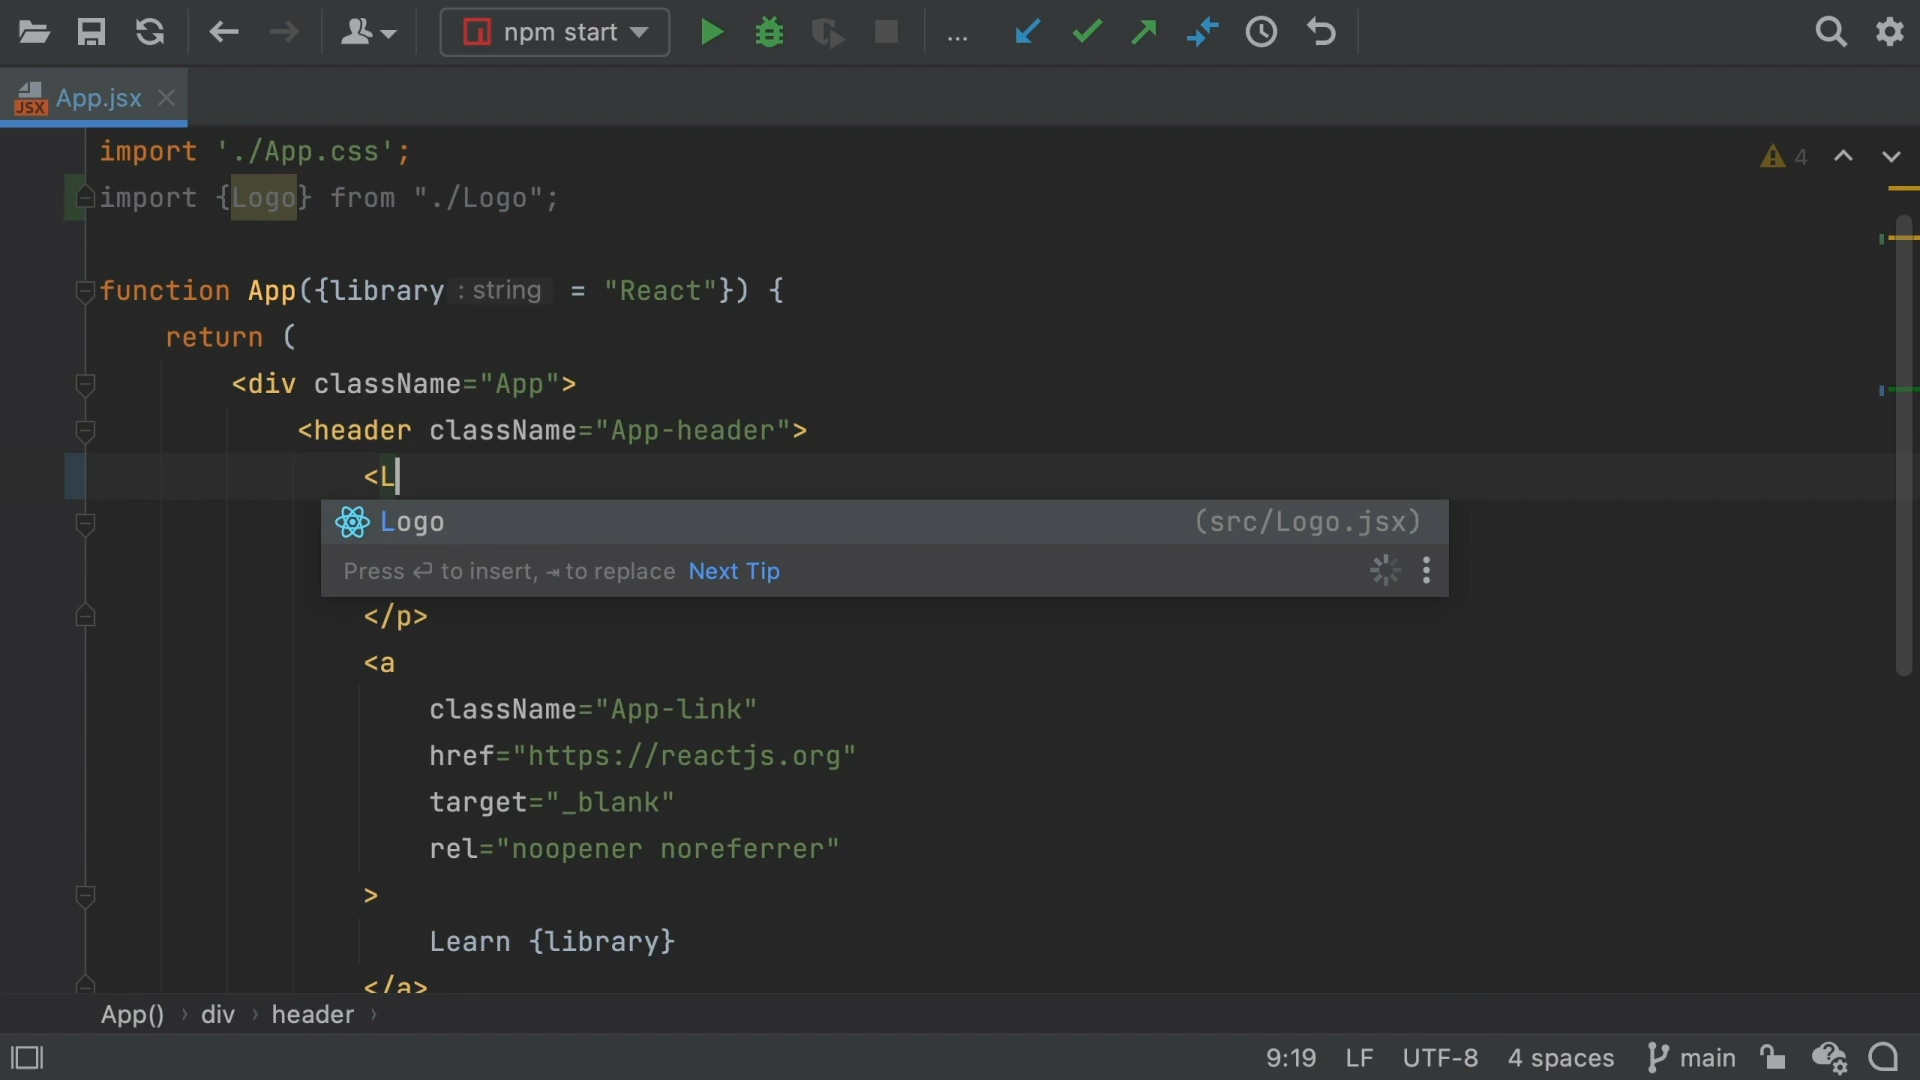 npm start ...
JSX App.jsx
import './App.css';
4
import {Logo} from "./Logo";
function App({library : string = "React"}) {
return (
<div className="App">
<header className="App-header">
<L
Logo (src/Logo.jsx)
Press ↵ to insert, ⇥ to replace Next Tip
</p>
<a
className="App-link"
href="https://reactjs.org"
target="_blank"
rel="noopener noreferrer"
>
Learn {library}
</a>
App() › div › header ›
9:19 LF UTF-8 4 spaces main